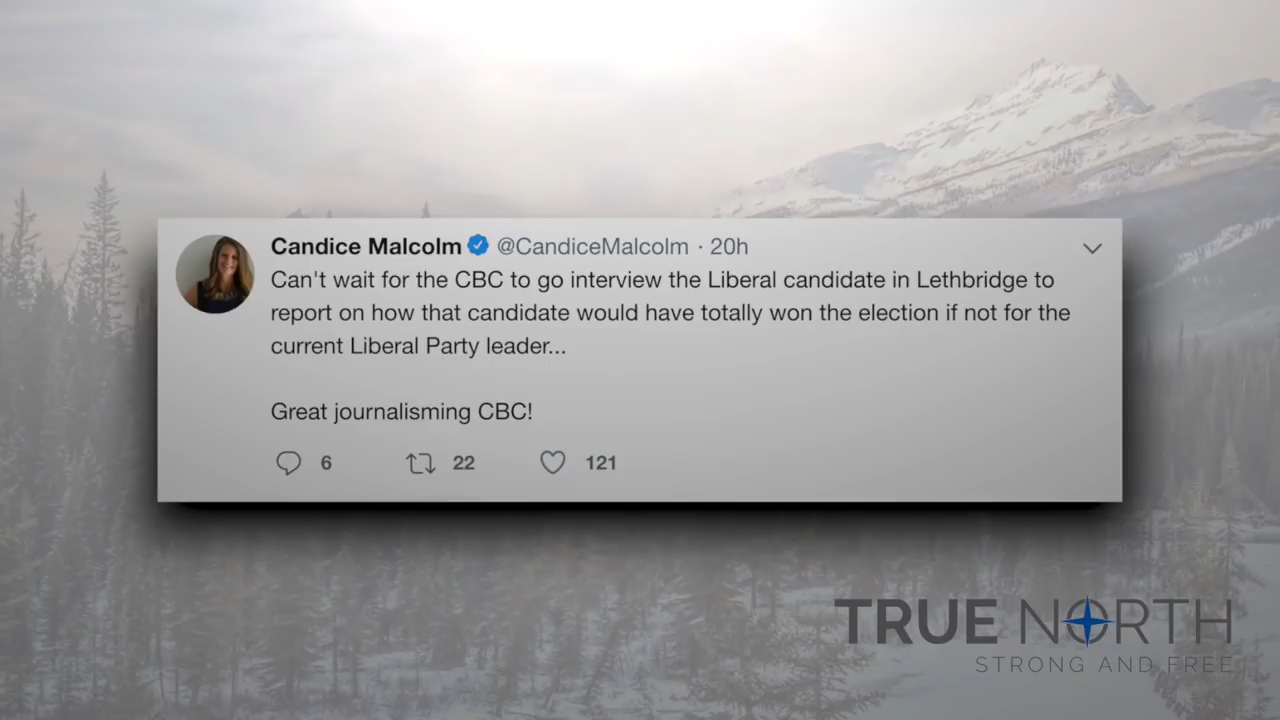 Candice Malcolm @CandiceMalcolm · 20h
Can't wait for the CBC to go interview the Liberal candidate in Lethbridge to
report on how that candidate would have totally won the election if not for the
current Liberal Party leader...
Great journalisming CBC!
6 22 121
TRUE NORTH
STRONG AND FREE